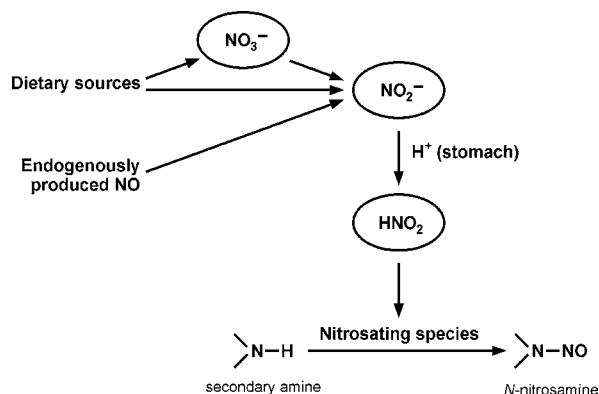 NO₃⁻
Dietary sources
NO₂⁻
H⁺ (stomach)
Endogenously
produced NO
HNO₂
Nitrosating species
N–H
N–NO
secondary amine
N-nitrosamine